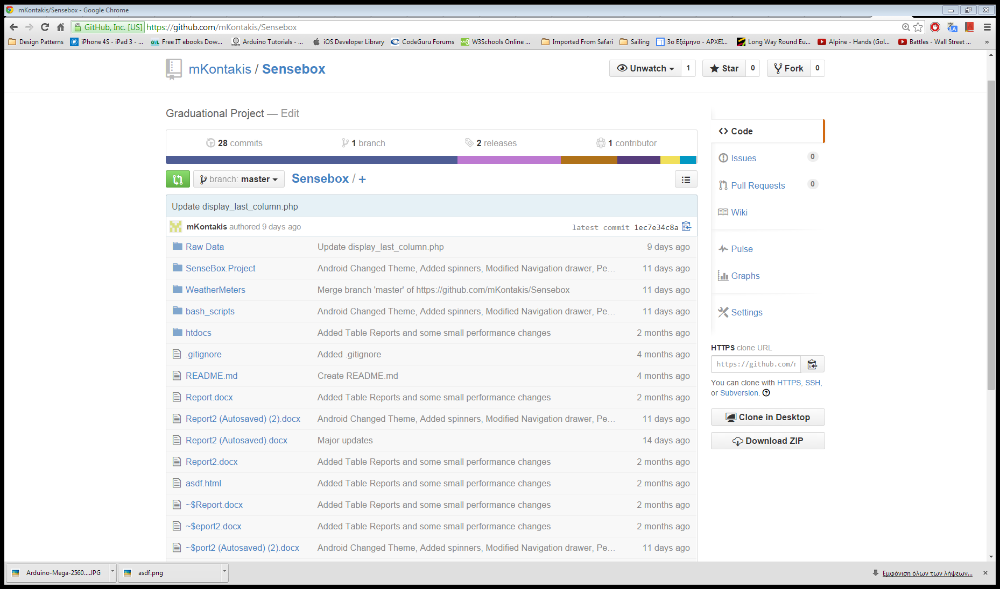 mKontakis/Sensebox - Google Chrome
GitHub, Inc. [US] https://github.com/mKontakis/Sensebox
Design Patterns iPhone 4S - iPad 3 - ... Free IT ebooks Dow... Arduino Tutorials - ... iOS Developer Library CodeGuru Forums W3Schools Online ... Imported From Safari Sailing 3ο Εξάμηνο - ΑΡΧΕΙ... Long Way Round Eu... Alpine - Hands (Gol... Battles - Wall Street ... »
mKontakis / Sensebox Unwatch 1 Star 0 Fork 0
Graduational Project — Edit
28 commits 1 branch 2 releases 1 contributor
branch: master Sensebox / +
Update display_last_column.php
mKontakis authored 9 days ago latest commit 1ec7e34c8a
Raw Data Update display_last_column.php 9 days ago
SenseBox.Project Android Changed Theme, Added spinners, Modified Navigation drawer, Pe... 11 days ago
WeatherMeters Merge branch 'master' of https://github.com/mKontakis/Sensebox 11 days ago
bash_scripts Android Changed Theme, Added spinners, Modified Navigation drawer, Pe... 11 days ago
htdocs Added Table Reports and some small performance changes 2 months ago
.gitignore Added .gitignore 4 months ago
README.md Create README.md 4 months ago
Report.docx Added Table Reports and some small performance changes 2 months ago
Report2 (Autosaved) (2).docx Android Changed Theme, Added spinners, Modified Navigation drawer, Pe... 11 days ago
Report2 (Autosaved).docx Major updates 14 days ago
Report2.docx Added Table Reports and some small performance changes 2 months ago
asdf.html Added Table Reports and some small performance changes 2 months ago
~$Report.docx Added Table Reports and some small performance changes 2 months ago
~$eport2.docx Added Table Reports and some small performance changes 2 months ago
~$port2 (Autosaved) (2).docx Android Changed Theme, Added spinners, Modified Navigation drawer, Pe... 11 days ago
Code
Issues 0
Pull Requests 0
Wiki
Pulse
Graphs
Settings
HTTPS clone URL
https://github.com/r
You can clone with HTTPS, SSH,
or Subversion.
Clone in Desktop
Download ZIP
Arduino-Mega-2560....JPG asdf.png Εμφάνιση όλων των λήψεων...